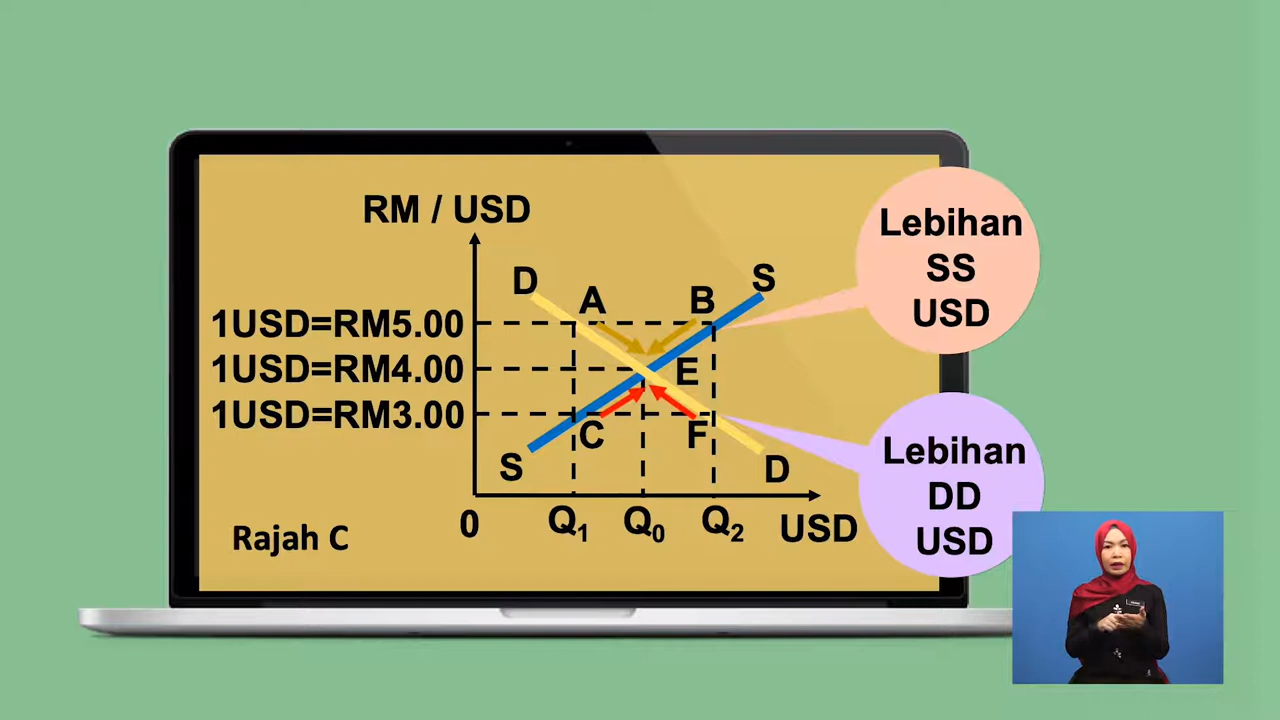 RM / USD
Lebihan
SS
USD
D
A
B
S
1USD=RM5.00
1USD=RM4.00
E
1USD=RM3.00
C
F
S
D
Lebihan
DD
USD
0
Q₁
Q₀
Q₂
USD
Rajah C